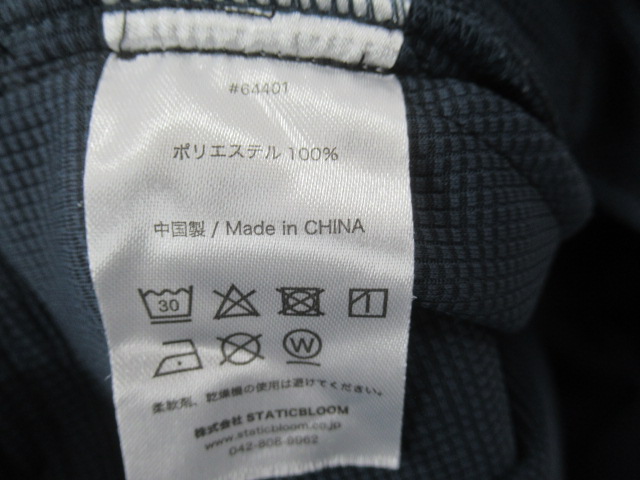 #64401
ポリエステル 100%
中国製 / Made in CHINA
30
W
柔軟剤、乾燥機の使用は避けてください。
株式会社 STATICBLOOM
www.staticbloom.co.jp
042-808-8962